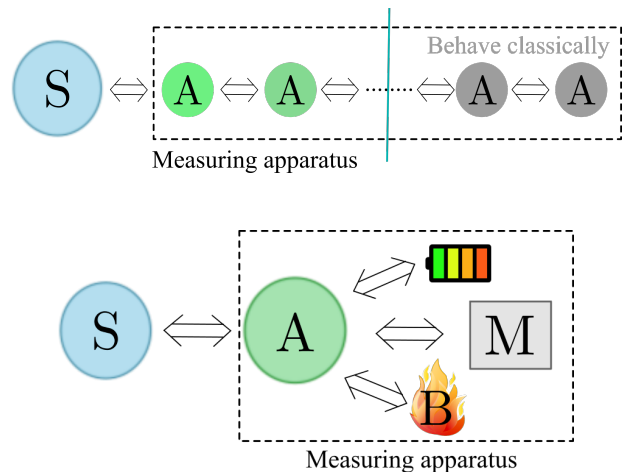 Behave classically
S A A ........ A A
Measuring apparatus
S A M
B
Measuring apparatus